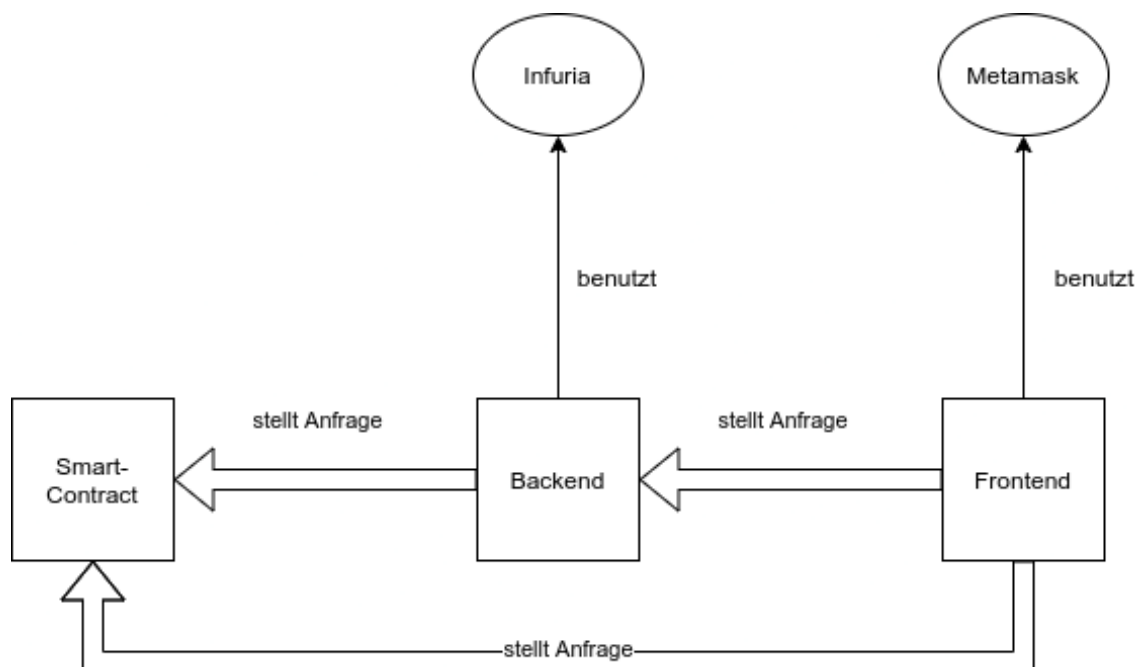 Infuria
Metamask
benutzt
benutzt
stellt Anfrage
stellt Anfrage
Smart-
Contract
Backend
Frontend
stellt Anfrage